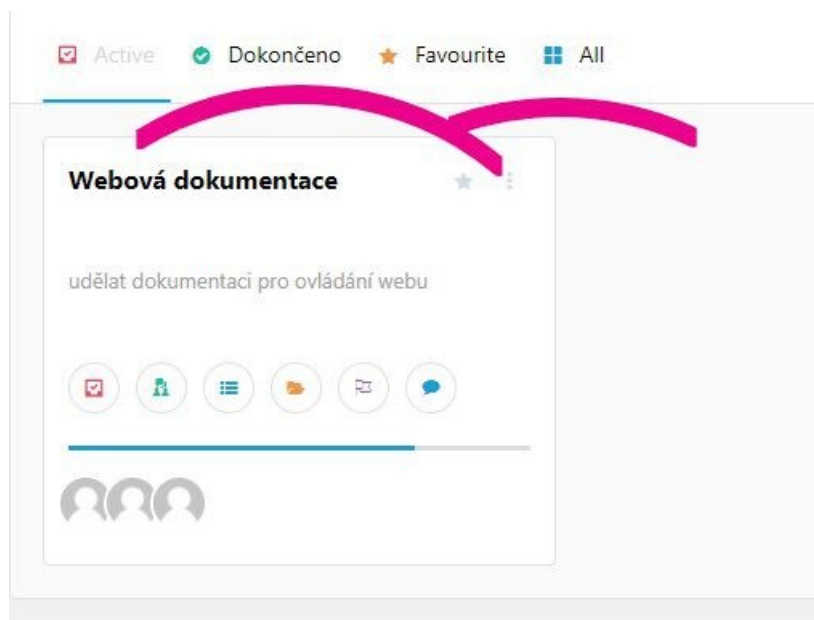 Active Dokončeno Favourite All
Webová dokumentace
udělat dokumentaci pro ovládání webu